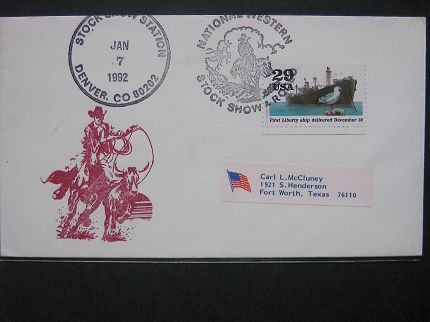 STOCK SHOW STATION
JAN
7
1992
DENVER, CO 80202
NATIONAL WESTERN
STOCK SHOW
29
USA
First Liberty ship delivered December 30
Carl L.McCluney
1921 S.Henderson
Fort Worth, Texas 76110